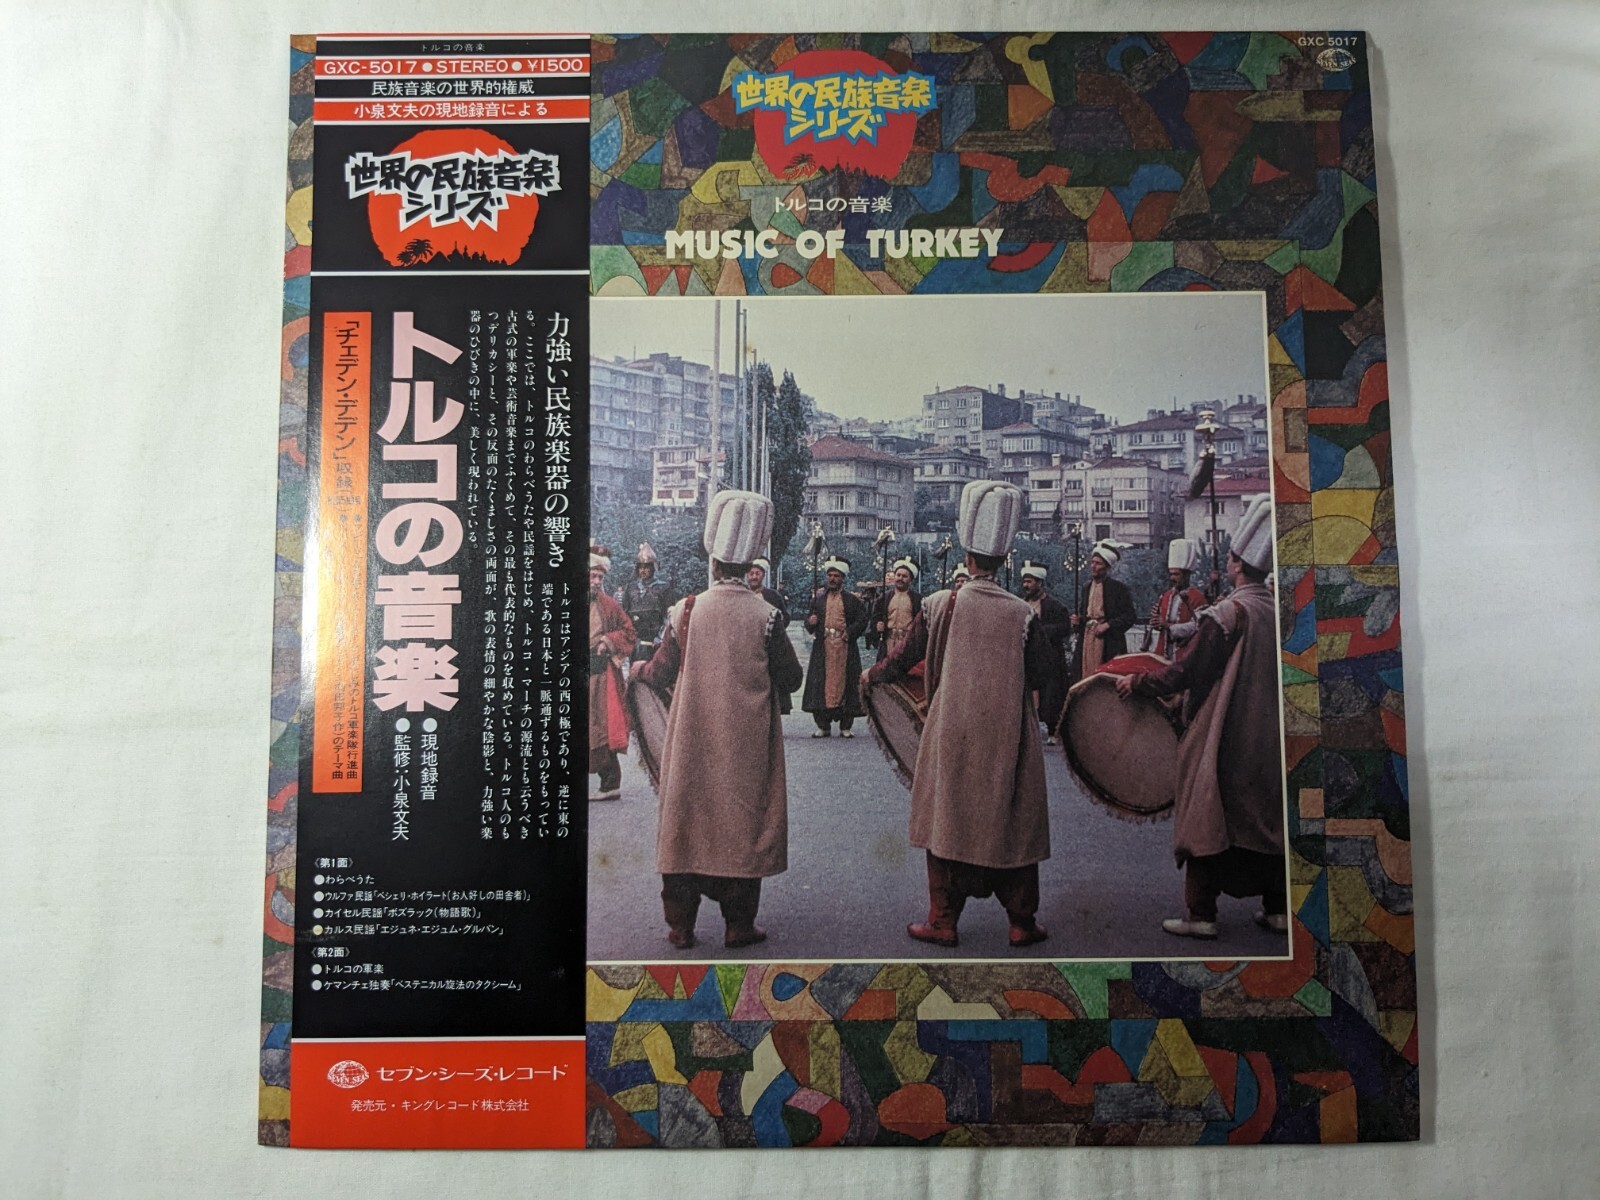 トルコの音楽
GXC-5017●STEREO●¥1500
民族音楽の世界的権威
小泉文夫の現地録音による
世界の民族音楽
シリーズ
力強い民族楽器の響き
トルコはアジアの西の極であり、逆に東の
端である日本と一脈通ずるものをもってい
る。ここでは、トルコのわらべうたや民謡をはじめ、トルコ・マーチの源流とも云うべき
古式の軍楽や芸術音楽までふくめて、その最も代表的なものを収めている。トルコ人のも
つデリカシーと、その反面のたくましさの両面が、歌の表情の細やかな陰影と、力強い楽
器のひびきの中に、美しく現われている。
トルコの音楽
●現地録音
●監修:小泉文夫
「チェデン・デデン」収録
のトルコ軍楽隊行進曲
のテーマ曲
《第1面》
●わらべうた
●ウルファ民謡「ベシェリ・ホイラート(お人好しの田舎者)」
●カイセル民謡「ボズラック(物語歌)」
●カルス民謡「エジュネ・エジュム・グルバン」
《第2面》
●トルコの軍楽
●ケマンチェ独奏「ベステニカル旋法のタクシーム」
SEVEN SEAS
セブン・シーズ・レコード
発売元・キングレコード株式会社
GXC 5017
SEVEN SEAS
世界の民族音楽
シリーズ
トルコの音楽
MUSIC OF TURKEY